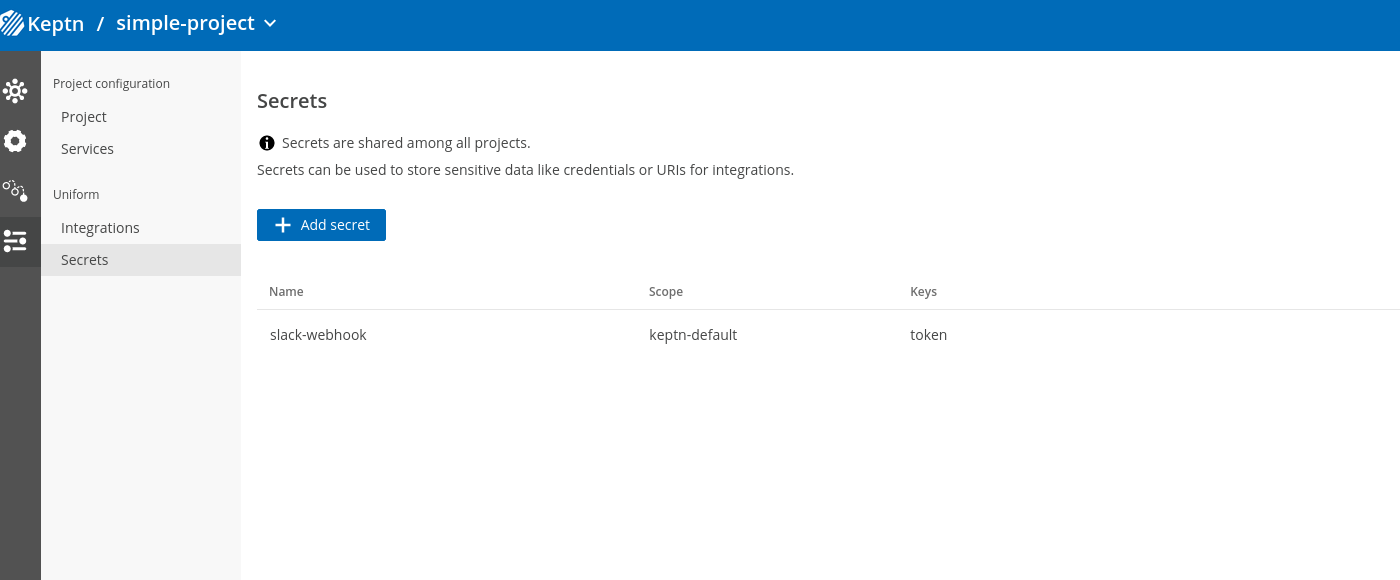 Keptn / simple-project
Project configuration
Project
Services
Uniform
Integrations
Secrets
Secrets
Secrets are shared among all projects.
Secrets can be used to store sensitive data like credentials or URIs for integrations.
Add secret
Name Scope Keys
slack-webhook keptn-default token